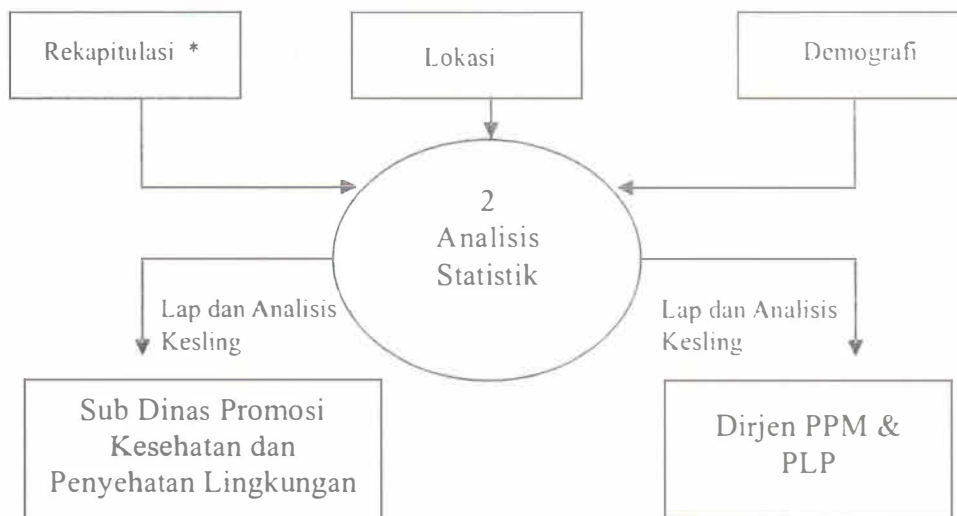 Rekapitulasi *
Lokasi
Demografi
2
Analisis
Statistik
Lap dan Analisis
Kesling
Lap dan Analisis
Kesling
Sub Dinas Promosi
Kesehatan dan
Penyehatan Lingkungan
Dirjen PPM &
PLP